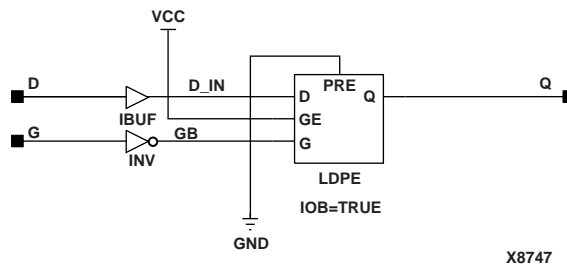 VCC
D
D_IN
PRE
D
Q
Q
IBUF
GE
G
GB
G
INV
LDPE
IOB=TRUE
GND
X8747